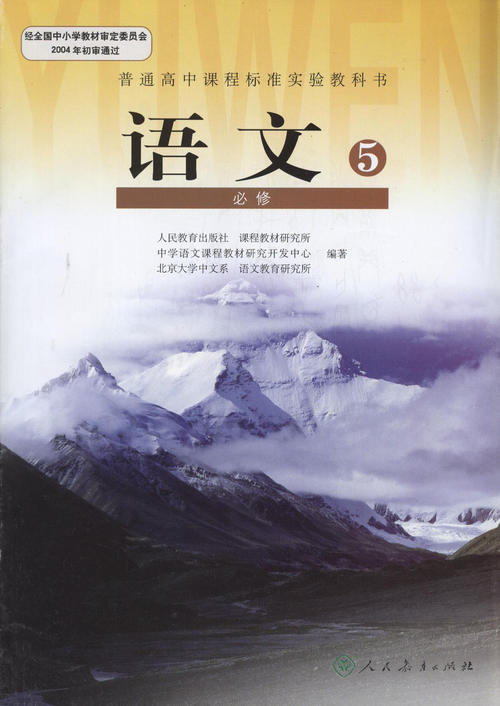 YUWEN
经全国中小学教材审定委员会
2004年初审通过
普通高中课程标准实验教科书
语文 5
必修
人民教育出版社 课程教材研究所
中学语文课程教材研究开发中心 编著
北京大学中文系 语文教育研究所
人民教育出版社